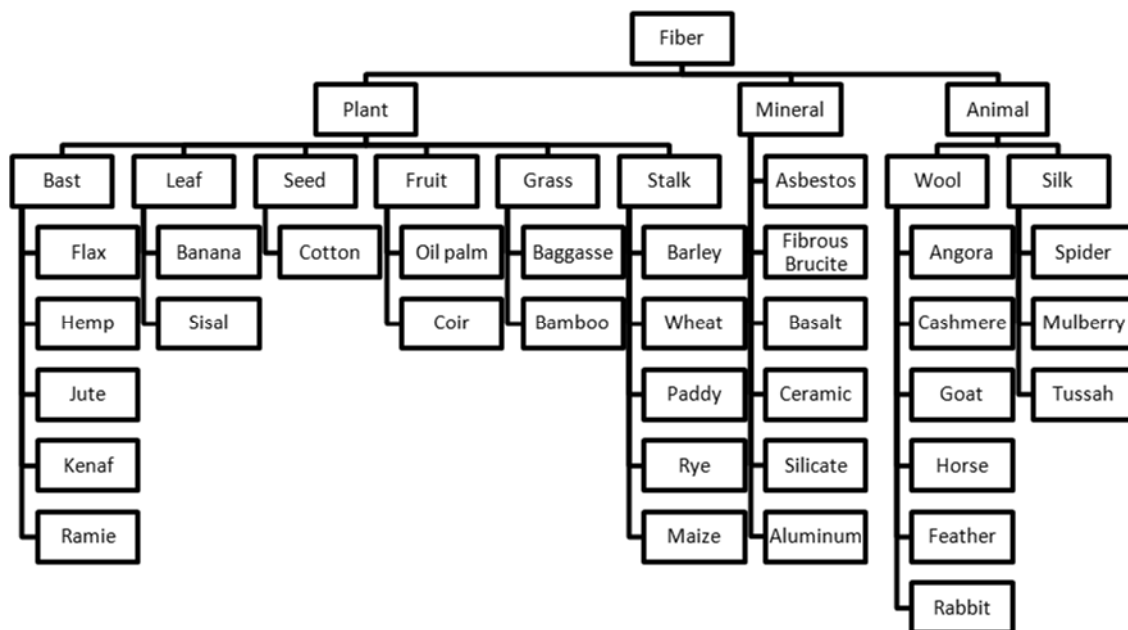 Fiber
Plant
Mineral
Animal
Bast
Leaf
Seed
Fruit
Grass
Stalk
Asbestos
Wool
Silk
Flax
Banana
Cotton
Oil palm
Baggasse
Barley
Fibrous
Brucite
Angora
Spider
Hemp
Sisal
Coir
Bamboo
Wheat
Basalt
Cashmere
Mulberry
Jute
Paddy
Ceramic
Goat
Tussah
Kenaf
Rye
Silicate
Horse
Ramie
Maize
Aluminum
Feather
Rabbit